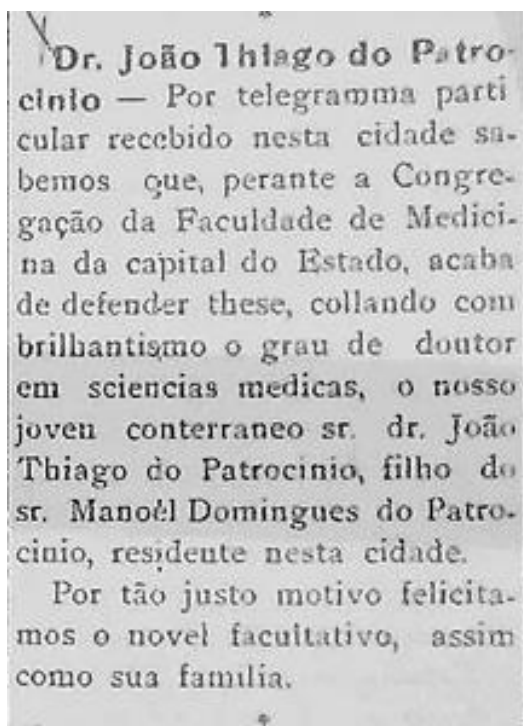 Dr. João Thiago do Patro-
cinio — Por telegramma parti
cular recebido nesta cidade sa-
bemos que, perante a Congre-
gação da Faculdade de Medici-
na da capital do Estado, acaba
de defender these, collando com
brilhantismo o grau de doutor
em sciencias medicas, o nosso
joven conterraneo sr. dr. João
Thiago do Patrocinio, filho do
sr. Manoél Domingues do Patro-
cinio, residente nesta cidade.
Por tão justo motivo felicita-
mos o novel facultativo, assim
como sua familia.